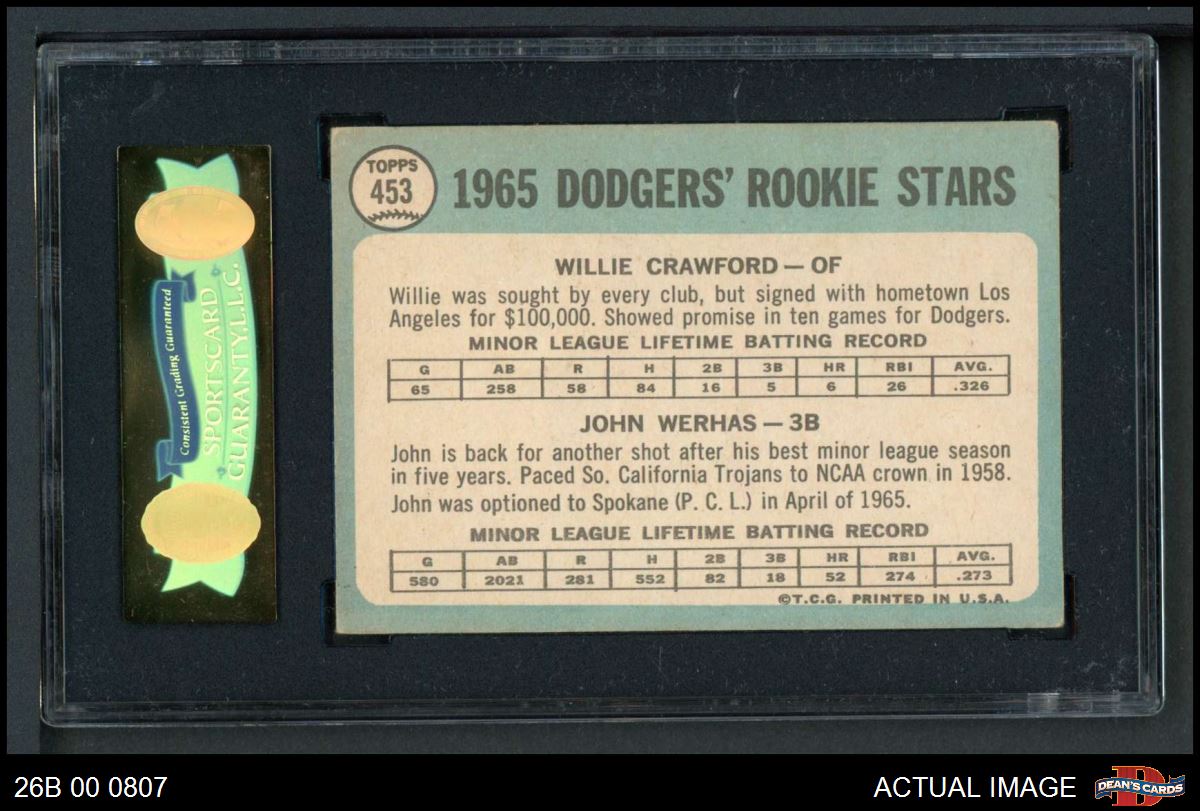 TOPPS
453
1965 DODGERS' ROOKIE STARS
WILLIE CRAWFORD — OF
Willie was sought by every club, but signed with hometown Los
Angeles for $100,000. Showed promise in ten games for Dodgers.
MINOR LEAGUE LIFETIME BATTING RECORD
G AB R H 2B 3B HR RBI AVG.
65 258 58 84 16 5 6 26 .326
JOHN WERHAS — 3B
John is back for another shot after his best minor league season
in five years. Paced So. California Trojans to NCAA crown in 1958.
John was optioned to Spokane (P. C. L.) in April of 1965.
MINOR LEAGUE LIFETIME BATTING RECORD
G AB R H 2B 3B HR RBI AVG.
580 2021 281 552 82 18 52 274 .273
©T.C.G. PRINTED IN U.S.A.
Consistent Grading Guaranteed
SPORTSCARD
GUARANTY,L.L.C.
26B 00 0807
ACTUAL IMAGE
D
DEAN'S CARDS